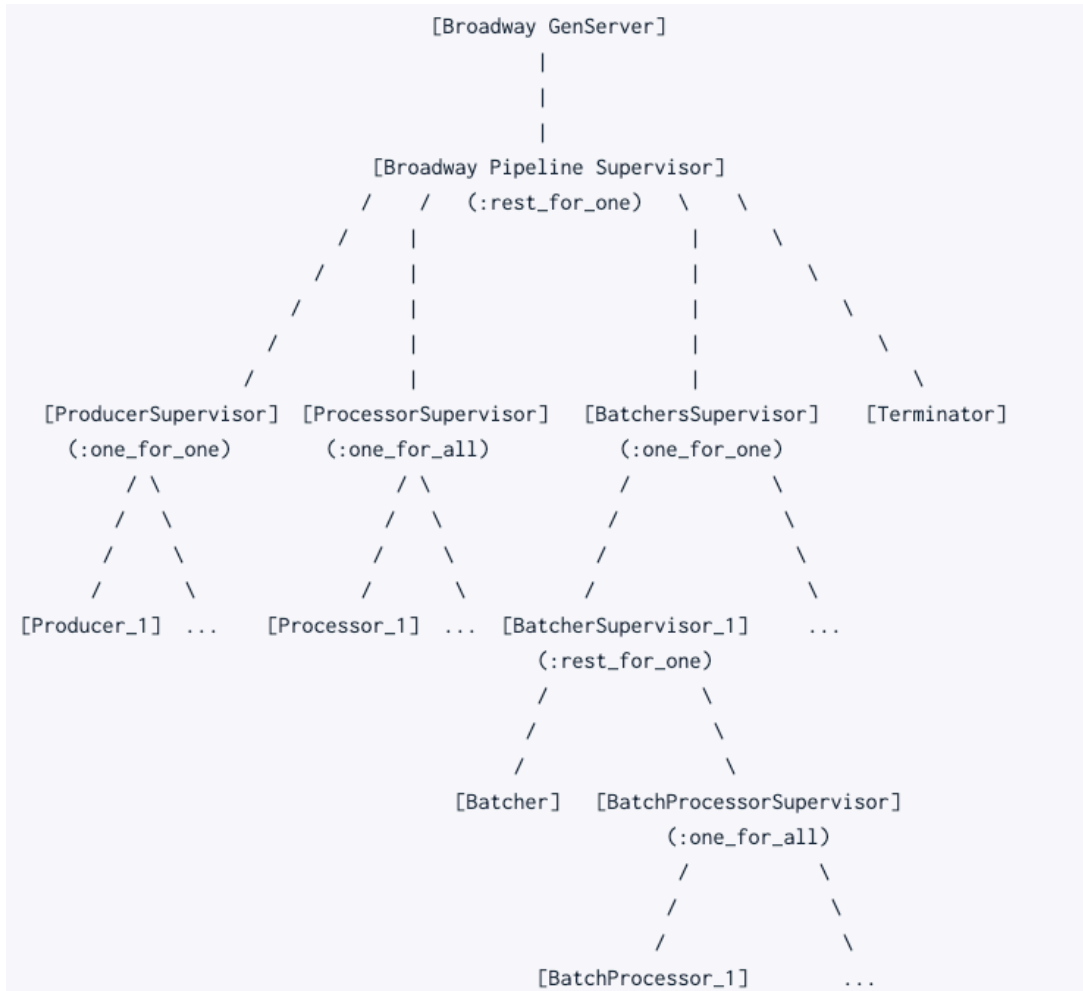 [Broadway GenServer]
|
|
|
[Broadway Pipeline Supervisor]
/ / (:rest_for_one) \ \
/ | | \
/ | | \
/ | | \
/ | | \
/ | | \
[ProducerSupervisor] [ProcessorSupervisor] [BatchersSupervisor] [Terminator]
(:one_for_one) (:one_for_all) (:one_for_one)
/ \ / \ / \
/ \ / \ / \
/ \ / \ / \
/ \ / \ / \
[Producer_1] ... [Processor_1] ... [BatcherSupervisor_1] ...
(:rest_for_one)
/ \
/ \
/ \
[Batcher] [BatchProcessorSupervisor]
(:one_for_all)
/ \
/ \
/ \
[BatchProcessor_1] ...